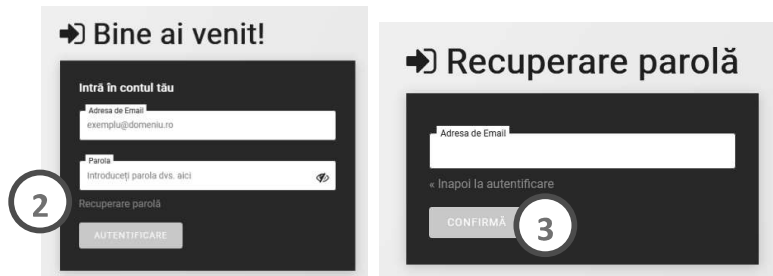 Bine ai venit!
Intră în contul tău
Adresa de Email
exemplu@domeniu.ro
Parola
Introduceți parola dvs. aici
2
Recuperare parolă
AUTENTIFICARE
Recuperare parolă
Adresa de Email
« Inapoi la autentificare
CONFIRMĂ
3